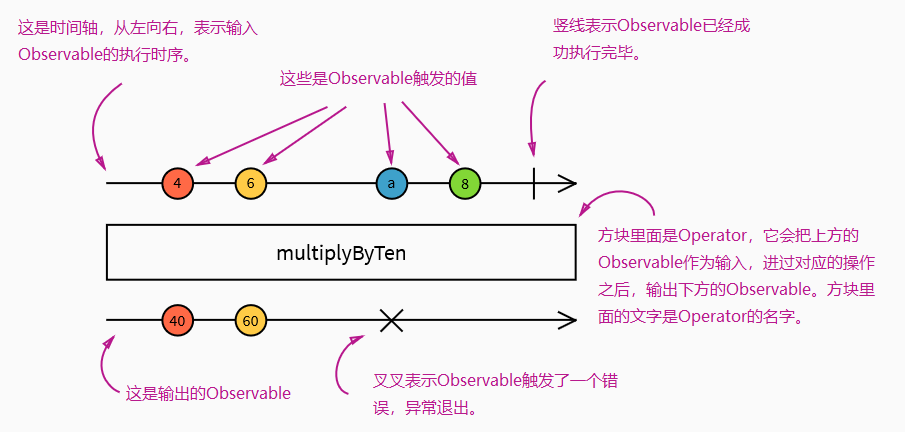 这是时间轴，从左向右，表示输入
Observable的执行时序。
竖线表示Observable已经成
功执行完毕。
这些是Observable触发的值
4
6
a
8
multiplyByTen
方块里面是Operator，它会把上方的
Observable作为输入，进过对应的操作
之后，输出下方的Observable。方块里
面的文字是Operator的名字。
40
60
这是输出的Observable
叉叉表示Observable触发了一个错
误，异常退出。